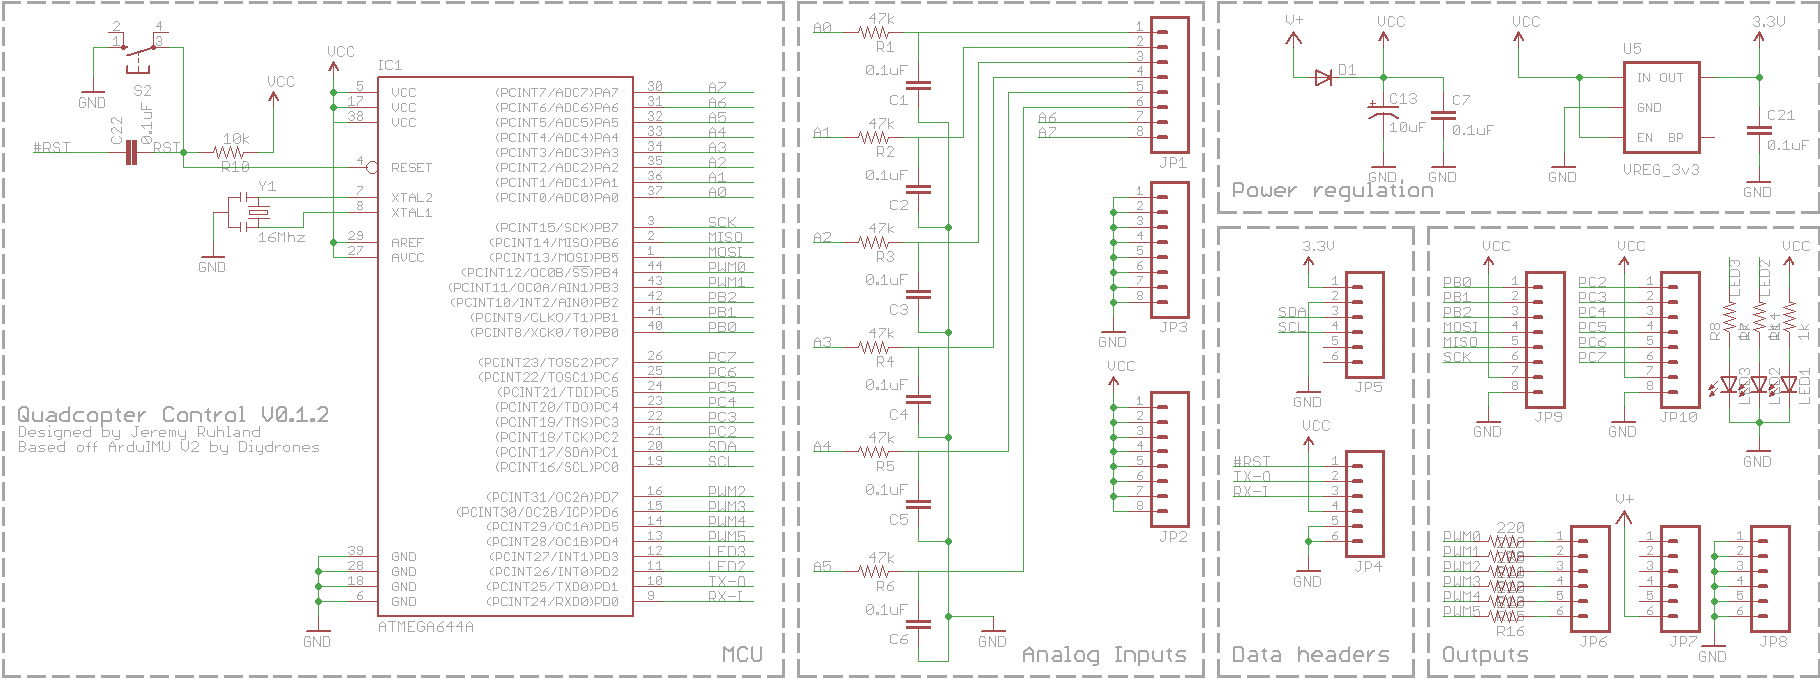 2 4
1 3
S2
GND
VCC
VCC
C22
0.1uF
#RST
RST
10k
R10
Y1
16Mhz
GND
IC1
5 VCC
17 VCC
38 VCC
4 RESET
7 XTAL2
8 XTAL1
29 AREF
27 AVCC
39 GND
28 GND
18 GND
6 GND
GND
(PCINT7/ADC7)PA7 30 A7
(PCINT6/ADC6)PA6 31 A6
(PCINT5/ADC5)PA5 32 A5
(PCINT4/ADC4)PA4 33 A4
(PCINT3/ADC3)PA3 34 A3
(PCINT2/ADC2)PA2 35 A2
(PCINT1/ADC1)PA1 36 A1
(PCINT0/ADC0)PA0 37 A0
(PCINT15/SCK)PB7 3 SCK
(PCINT14/MISO)PB6 2 MISO
(PCINT13/MOSI)PB5 1 MOSI
(PCINT12/OC0B/SS)PB4 44 PWM0
(PCINT11/OC0A/AIN1)PB3 43 PWM1
(PCINT10/INT2/AIN0)PB2 42 PB2
(PCINT9/CLKO/T1)PB1 41 PB1
(PCINT8/XCK0/T0)PB0 40 PB0
(PCINT23/TOSC2)PC7 26 PC7
(PCINT22/TOSC1)PC6 25 PC6
(PCINT21/TDI)PC5 24 PC5
(PCINT20/TDO)PC4 23 PC4
(PCINT19/TMS)PC3 22 PC3
(PCINT18/TCK)PC2 21 PC2
(PCINT17/SDA)PC1 20 SDA
(PCINT16/SCL)PC0 19 SCL
(PCINT31/OC2A)PD7 16 PWM2
(PCINT30/OC2B/ICP)PD6 15 PWM3
(PCINT29/OC1A)PD5 14 PWM4
(PCINT28/OC1B)PD4 13 PWM5
(PCINT27/INT1)PD3 12 LED3
(PCINT26/INT0)PD2 11 LED2
(PCINT25/TXD0)PD1 10 TX-O
(PCINT24/RXD0)PD0 9 RX-I
ATMEGA644A
Quadcopter Control V0.1.2
Designed by Jeremy Ruhland
Based off ArduIMU V2 by Diydrones
MCU
A0 47k R1
0.1uF C1
A1 47k R2
0.1uF C2
A2 47k R3
0.1uF C3
A3 47k R4
0.1uF C4
A4 47k R5
0.1uF C5
A5 47k R6
0.1uF C6
GND
1
2
3
4
5
6
A6 7
A7 8
JP1
1
2
3
4
5
6
7
8
JP3
GND
VCC
1
2
3
4
5
6
7
8
JP2
Analog Inputs
V+
VCC
D1
C13
10uF
C7
0.1uF
GND
GND
VCC
U5
IN OUT
GND
EN BP
VREG_3v3
GND
3.3V
C21
0.1uF
GND
Power regulation
3.3V
1
2
SDA 3
SCL 4
5
6
JP5
GND
VCC
#RST 1
TX-O 2
RX-I 3
4
5
6
JP4
GND
Data headers
VCC
PB0 1
PB1 2
PB2 3
MOSI 4
MISO 5
SCK 6
7
8
JP9
GND
VCC
PC2 1
PC3 2
PC4 3
PC5 4
PC6 5
PC7 6
7
8
JP10
GND
LED3
LED2
VCC
R8
1k
LED3
LED2
LED1
GND
PWM0 220 1
PWM1 2
PWM2 3
PWM3 4
PWM4 5
PWM5 6
R16
JP6
V+
1
2
3
4
5
6
JP7
1
2
3
4
5
6
JP8
GND
Outputs